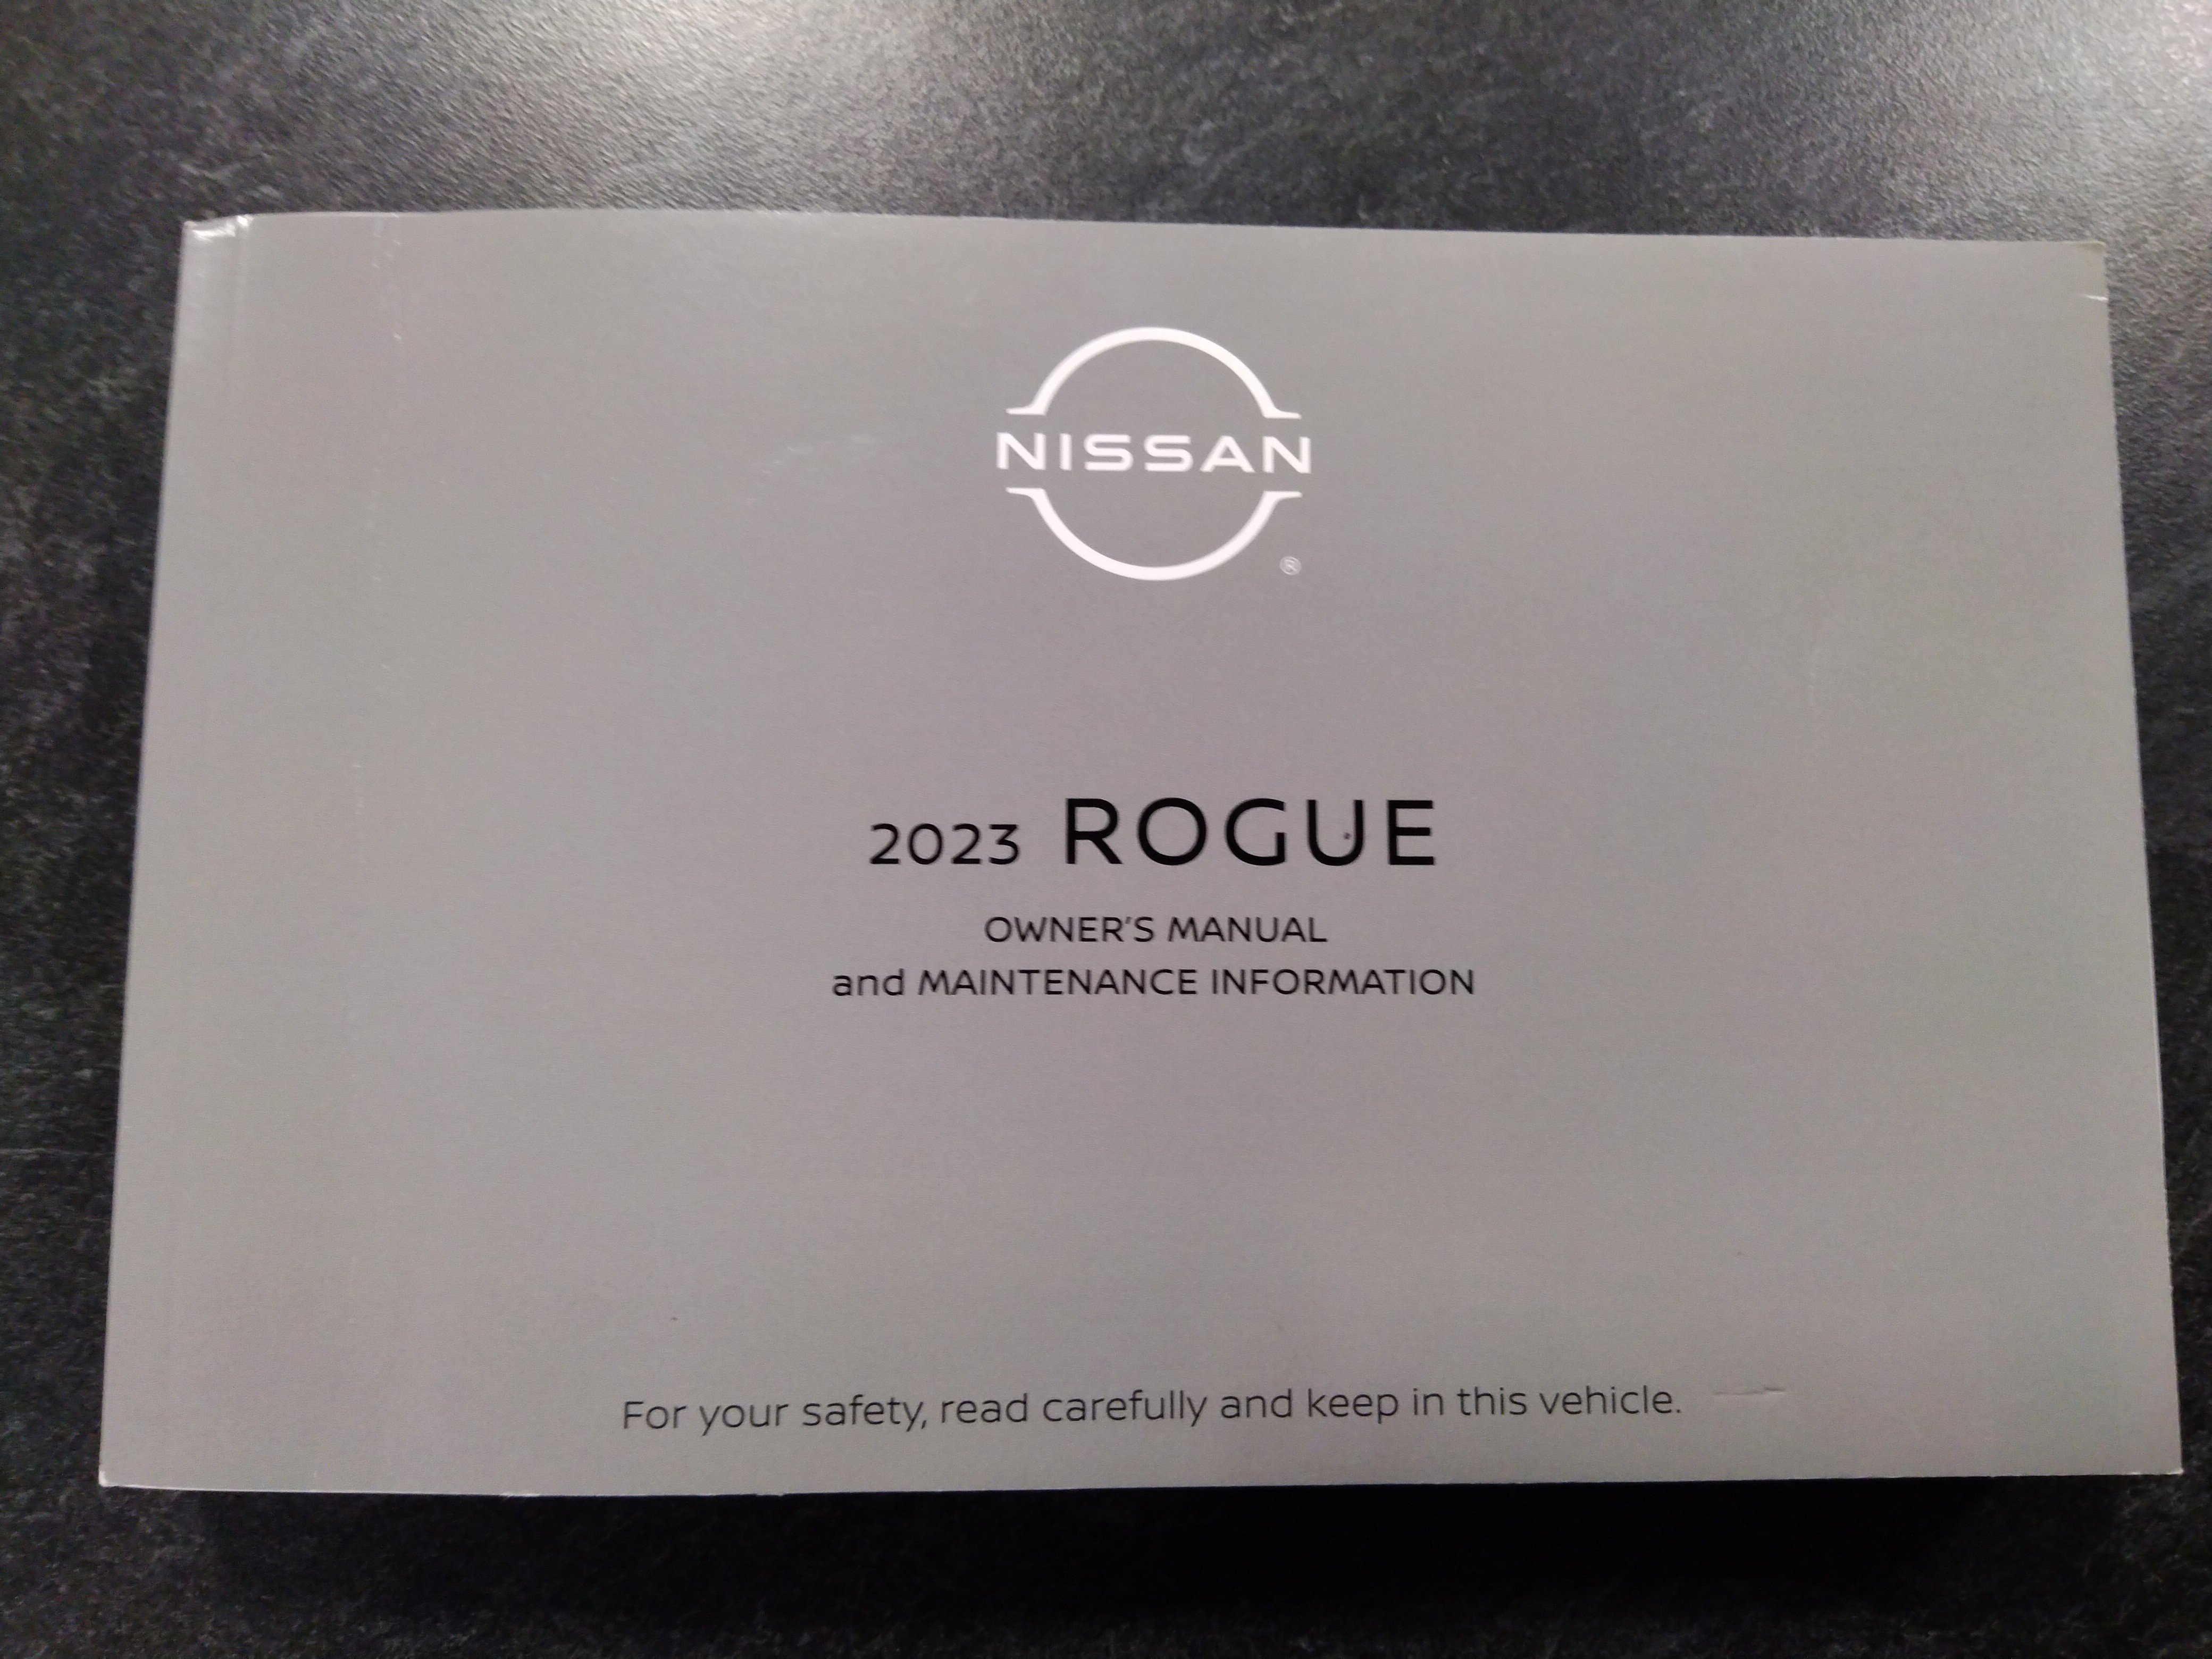 NISSAN
®
2023 ROGUE
OWNER'S MANUAL
and MAINTENANCE INFORMATION
For your safety, read carefully and keep in this vehicle.